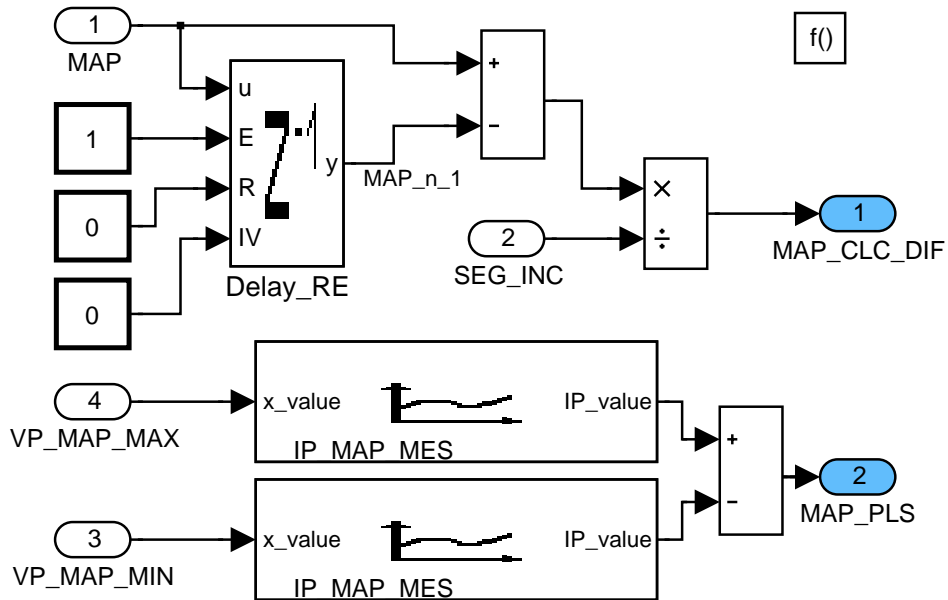 1
MAP
f()
u
+
1
E
−
y
MAP_n_1
R
×
0
1
IV
2
÷
MAP_CLC_DIF
SEG_INC
Delay_RE
0
4
x_value
IP_value
VP_MAP_MAX
IP_MAP_MES
+
2
−
MAP_PLS
3
x_value
IP_value
VP_MAP_MIN
IP_MAP_MES